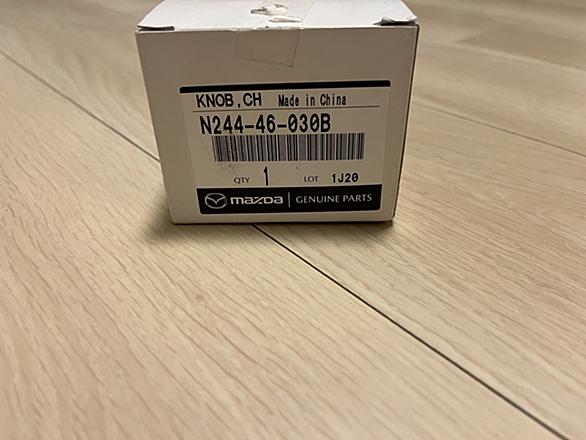 KNOB,CH Made in China
N244-46-030B
QTY 1 LOT 1J20
mazda GENUINE PARTS